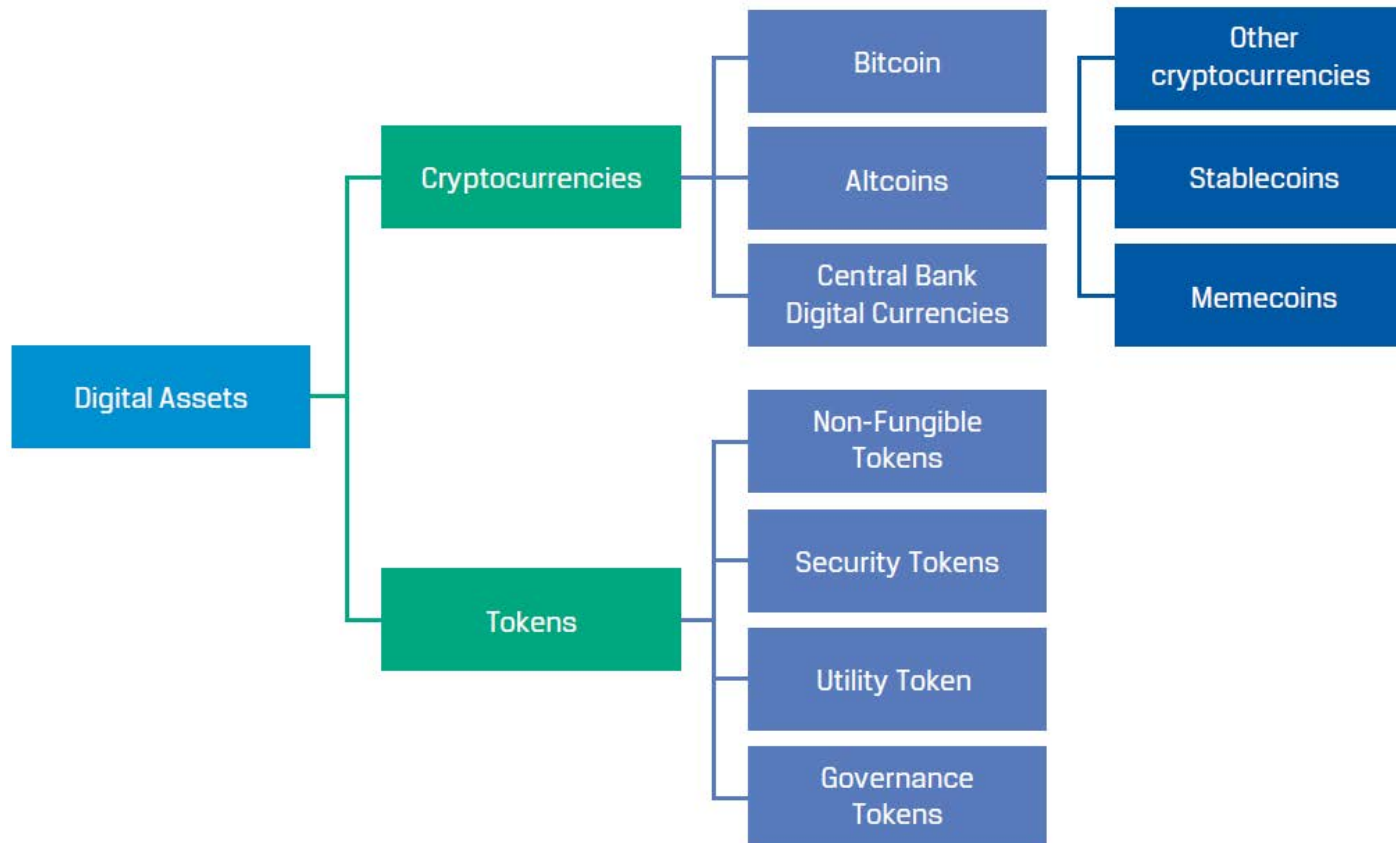 Digital Assets
Cryptocurrencies
Bitcoin
Altcoins
Other
cryptocurrencies
Stablecoins
Memecoins
Central Bank
Digital Currencies
Tokens
Non-Fungible
Tokens
Security Tokens
Utility Token
Governance
Tokens